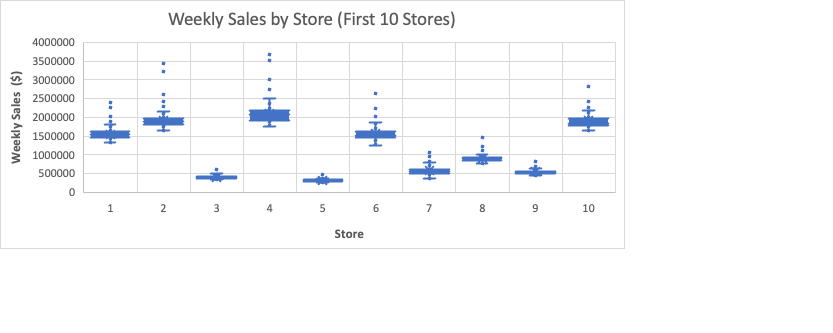 Weekly Sales by Store (First 10 Stores)
Weekly Sales ($)
4000000
3500000
3000000
2500000
2000000
1500000
1000000
500000
0
1 2 3 4 5 6 7 8 9 10
Store